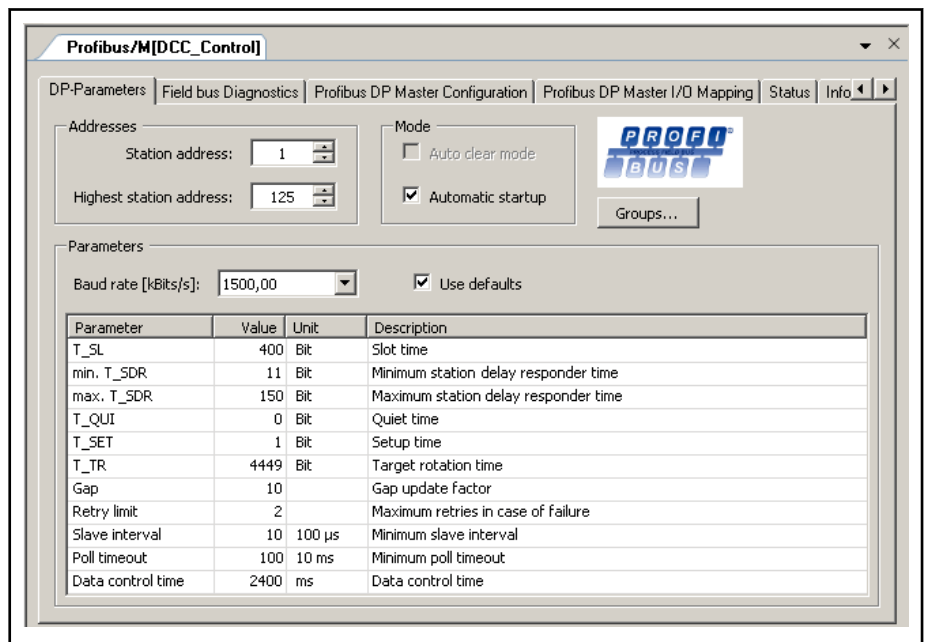 Profibus/M[DCC_Control]
DP-Parameters Field bus Diagnostics Profibus DP Master Configuration Profibus DP Master I/O Mapping Status Info
Addresses
Station address: 1
Highest station address: 125
Mode
Auto clear mode
Automatic startup
PROFI
PROCESS FIELD BUS
BUS
Groups...
Parameters
Baud rate [kBits/s]: 1500,00 Use defaults
Parameter Value Unit Description
T_SL 400 Bit Slot time
min. T_SDR 11 Bit Minimum station delay responder time
max. T_SDR 150 Bit Maximum station delay responder time
T_QUI 0 Bit Quiet time
T_SET 1 Bit Setup time
T_TR 4449 Bit Target rotation time
Gap 10 Gap update factor
Retry limit 2 Maximum retries in case of failure
Slave interval 10 100 µs Minimum slave interval
Poll timeout 100 10 ms Minimum poll timeout
Data control time 2400 ms Data control time